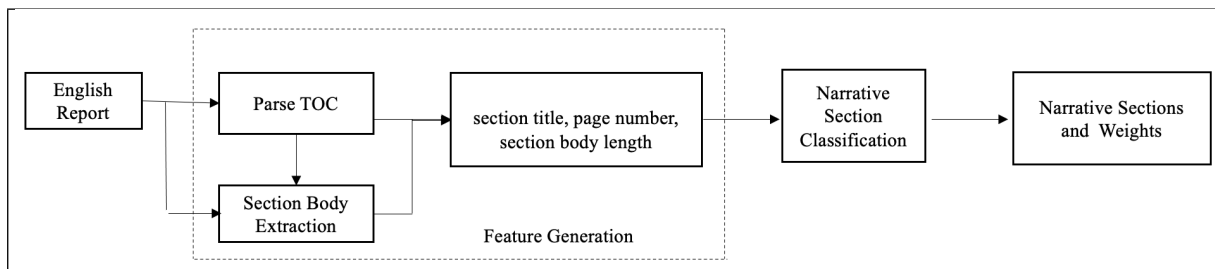 English
Report
Parse TOC
Section Body
Extraction
section title, page number,
section body length
Feature Generation
Narrative
Section
Classification
Narrative Sections
and Weights